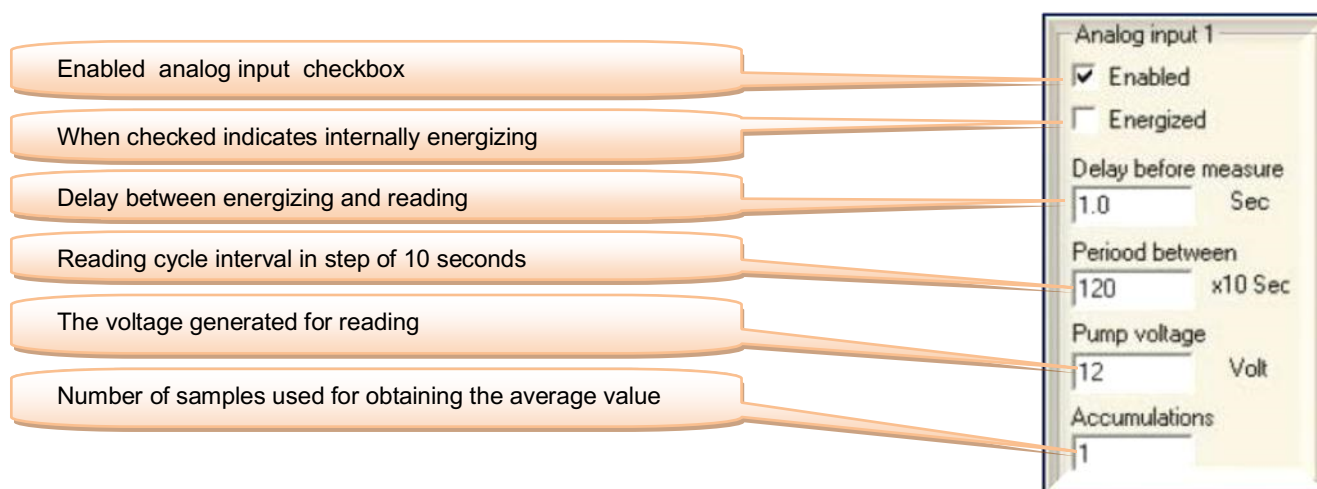 Enabled analog input checkbox
When checked indicates internally energizing
Delay between energizing and reading
Reading cycle interval in step of 10 seconds
The voltage generated for reading
Number of samples used for obtaining the average value
Analog input 1
Enabled
Energized
Delay before measure
1.0 Sec
Periood between
120 x10 Sec
Pump voltage
12 Volt
Accumulations
1